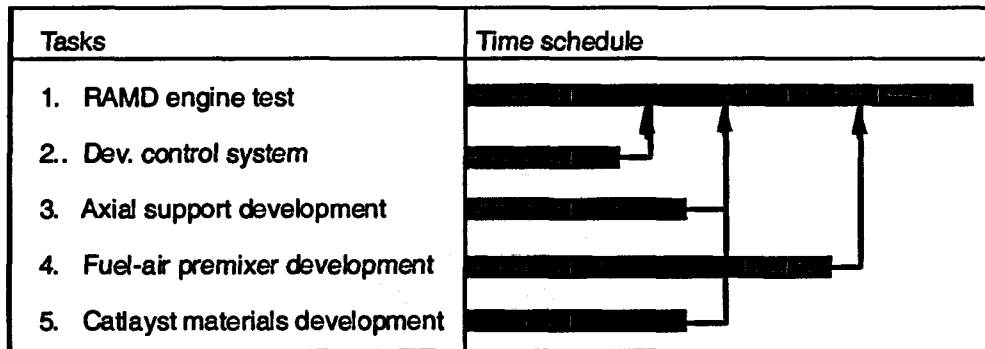 Tasks Time schedule
1. RAMD engine test
2.. Dev. control system
3. Axial support development
4. Fuel-air premixer development
5. Catlayst materials development